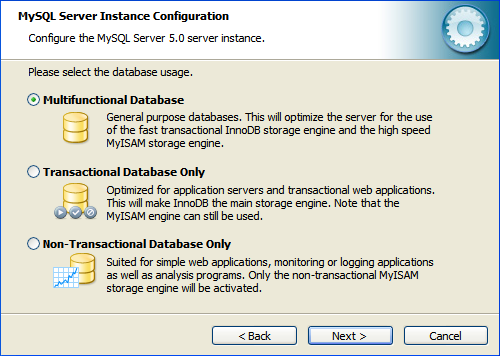 MySQL Server Instance Configuration
Configure the MySQL Server 5.0 server instance.
Please select the database usage.
Multifunctional Database
General purpose databases. This will optimize the server for the use
of the fast transactional InnoDB storage engine and the high speed
MyISAM storage engine.
Transactional Database Only
Optimized for application servers and transactional web applications.
This will make InnoDB the main storage engine. Note that the
MyISAM engine can still be used.
Non-Transactional Database Only
Suited for simple web applications, monitoring or logging applications
as well as analysis programs. Only the non-transactional MyISAM
storage engine will be activated.
< Back
Next >
Cancel